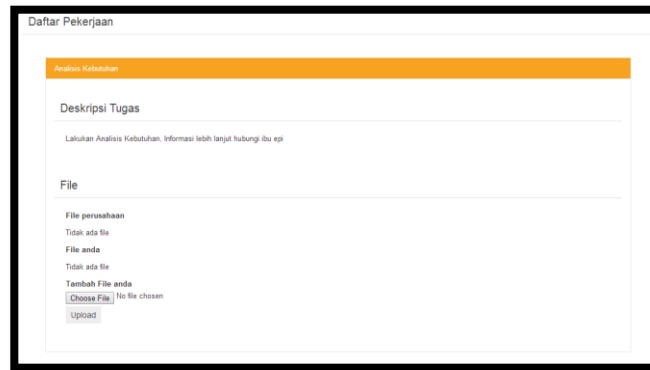 Daftar Pekerjaan
Analisis Kebutuhan
Deskripsi Tugas
Lakukan Analisis Kebutuhan, Informasi lebih lanjut hubungi ibu epi
File
File perusahaan
Tidak ada file
File anda
Tidak ada file
Tambah File anda
Choose File No file chosen
Upload